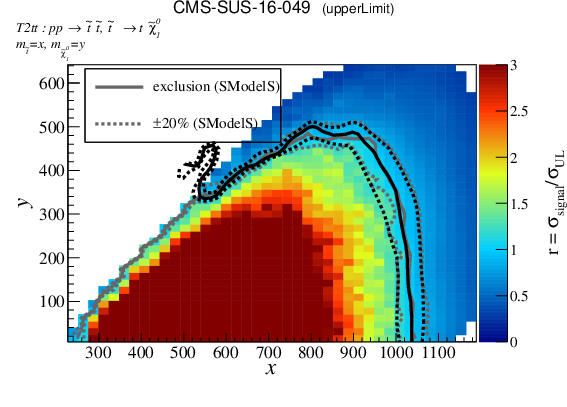 CMS-SUS-16-049 (upperLimit)
T2tt : pp → t̃ t̃, t̃ → t χ̃₁⁰
m_t̃=x, m_χ̃₁⁰=y
exclusion (SModelS)
±20% (SModelS)
600
500
400
300
200
100
y
300 400 500 600 700 800 900 1000 1100
x
3
2.5
2
1.5
1
0.5
0
r = σ_signal/σ_UL